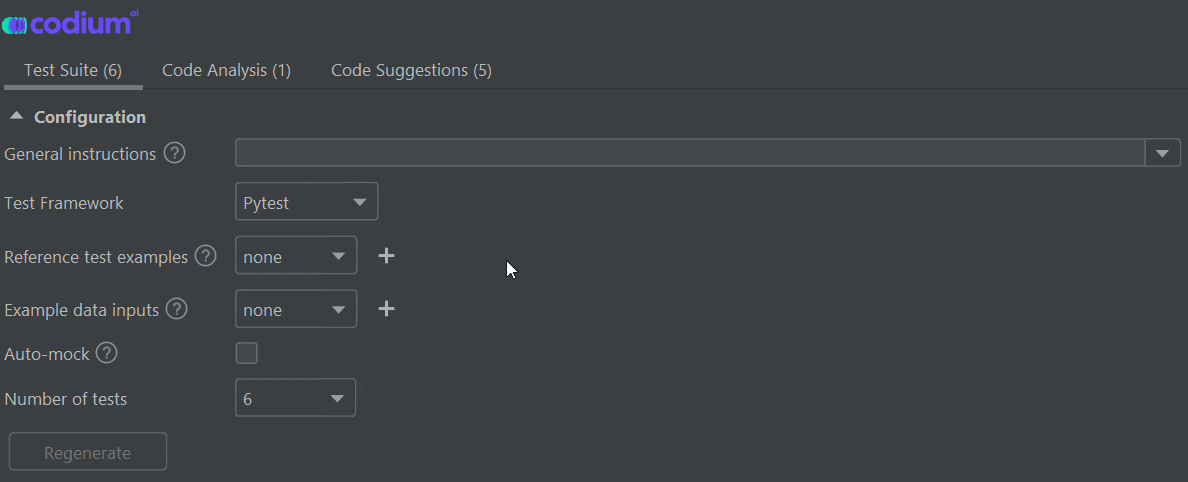 codium ai
Test Suite (6) Code Analysis (1) Code Suggestions (5)
Configuration
General instructions ?
Test Framework Pytest
Reference test examples ? none +
Example data inputs ? none +
Auto-mock ?
Number of tests 6
Regenerate